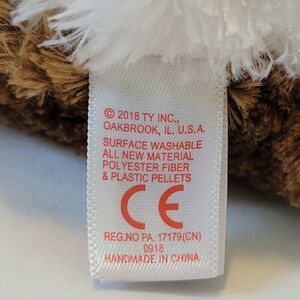 © 2018 TY INC.,
OAKBROOK, IL. U.S.A.
SURFACE WASHABLE
ALL NEW MATERIAL
POLYESTER FIBER
& PLASTIC PELLETS
CE
REG.NO PA. 17179(CN)
0918
HANDMADE IN CHINA